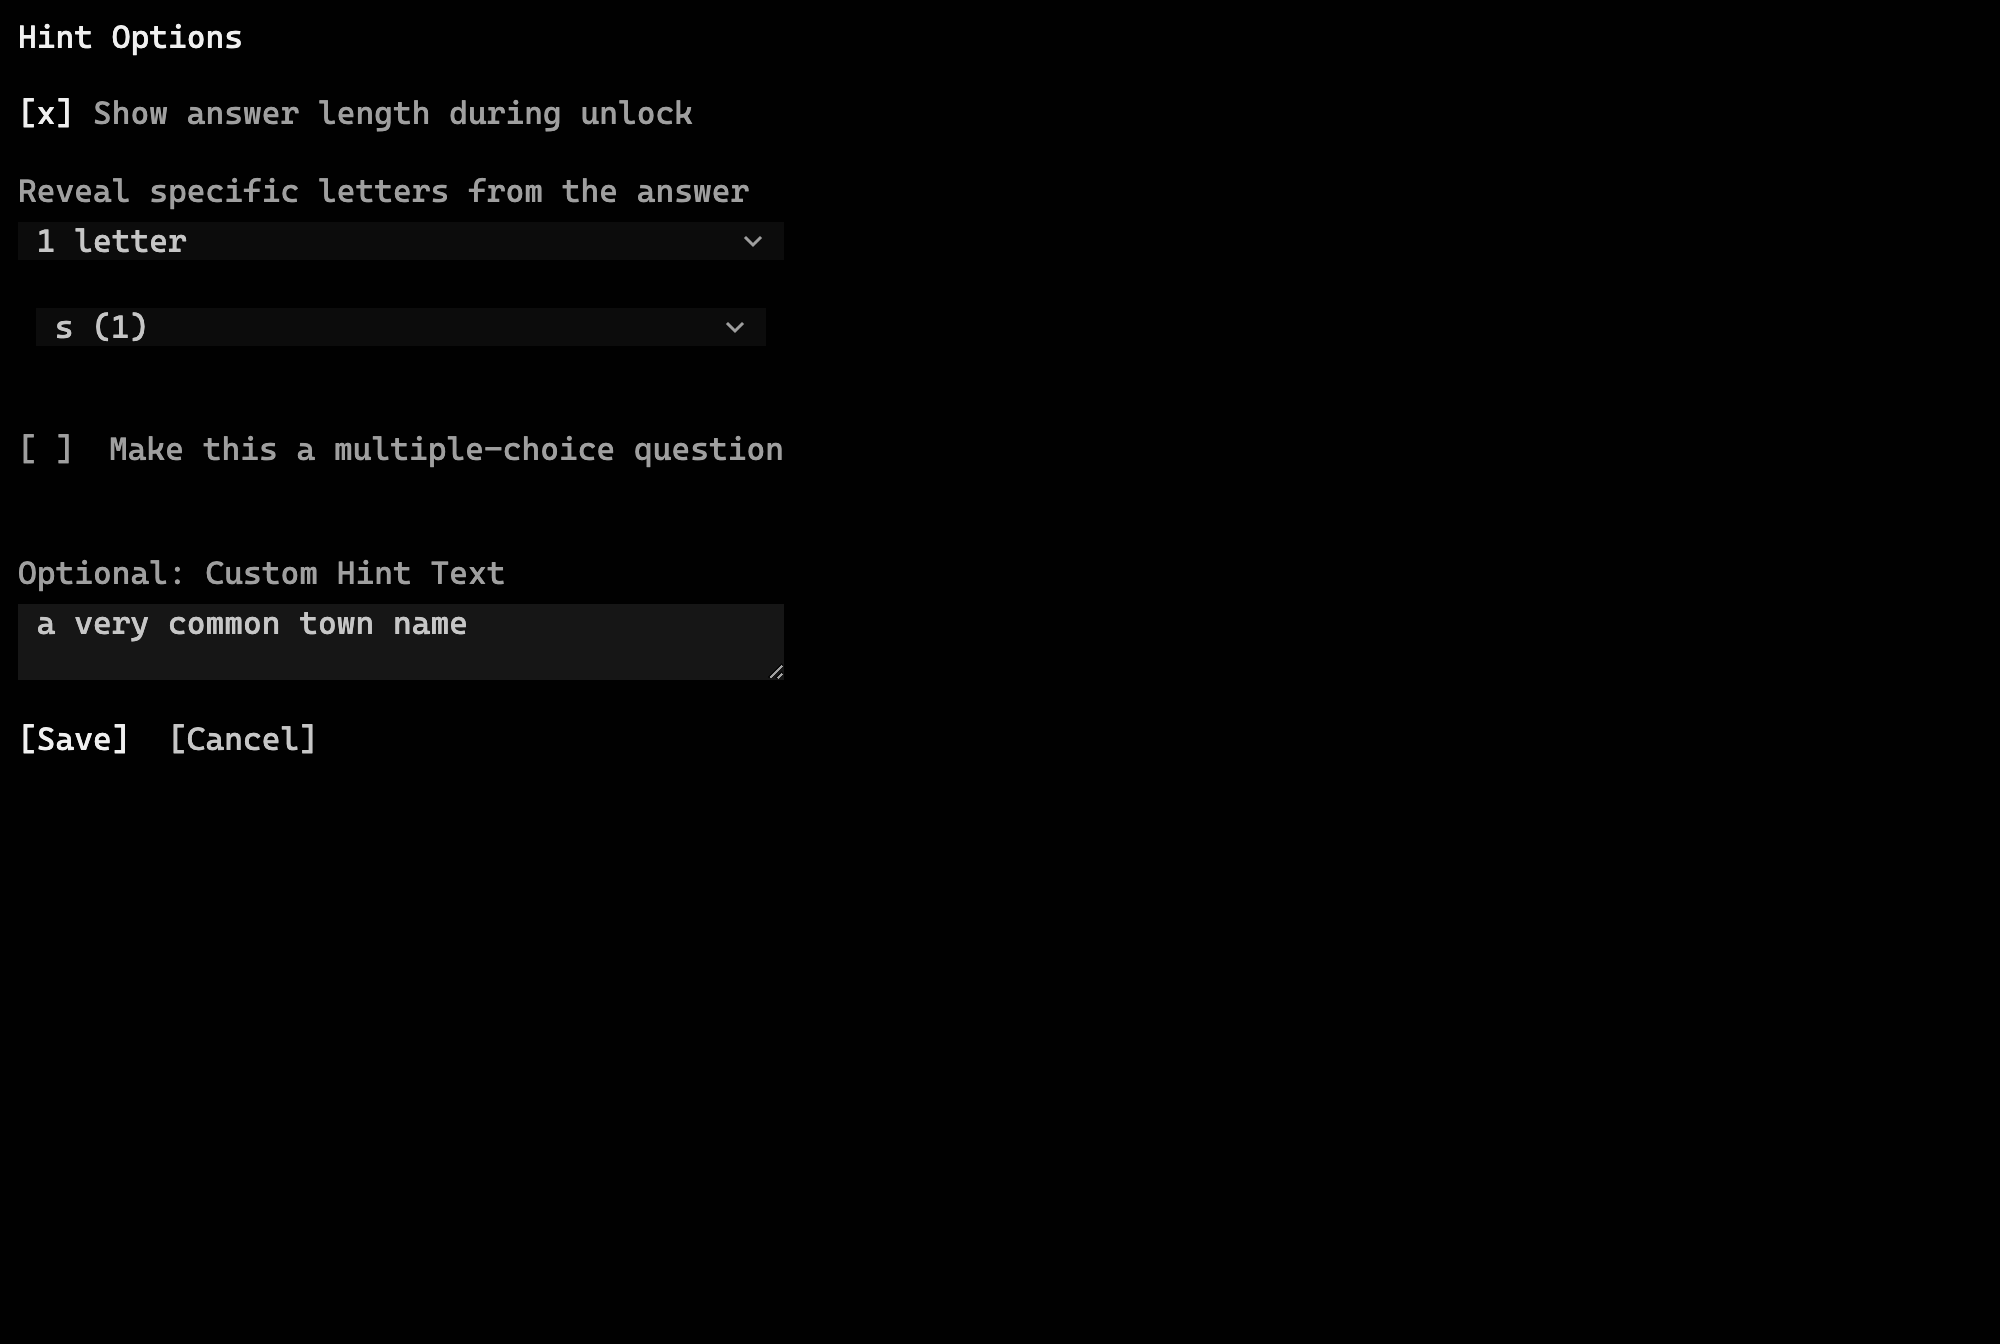 Hint Options
[x] Show answer length during unlock
Reveal specific letters from the answer
1 letter
s (1)
[ ] Make this a multiple-choice question
Optional: Custom Hint Text
a very common town name
[Save] [Cancel]